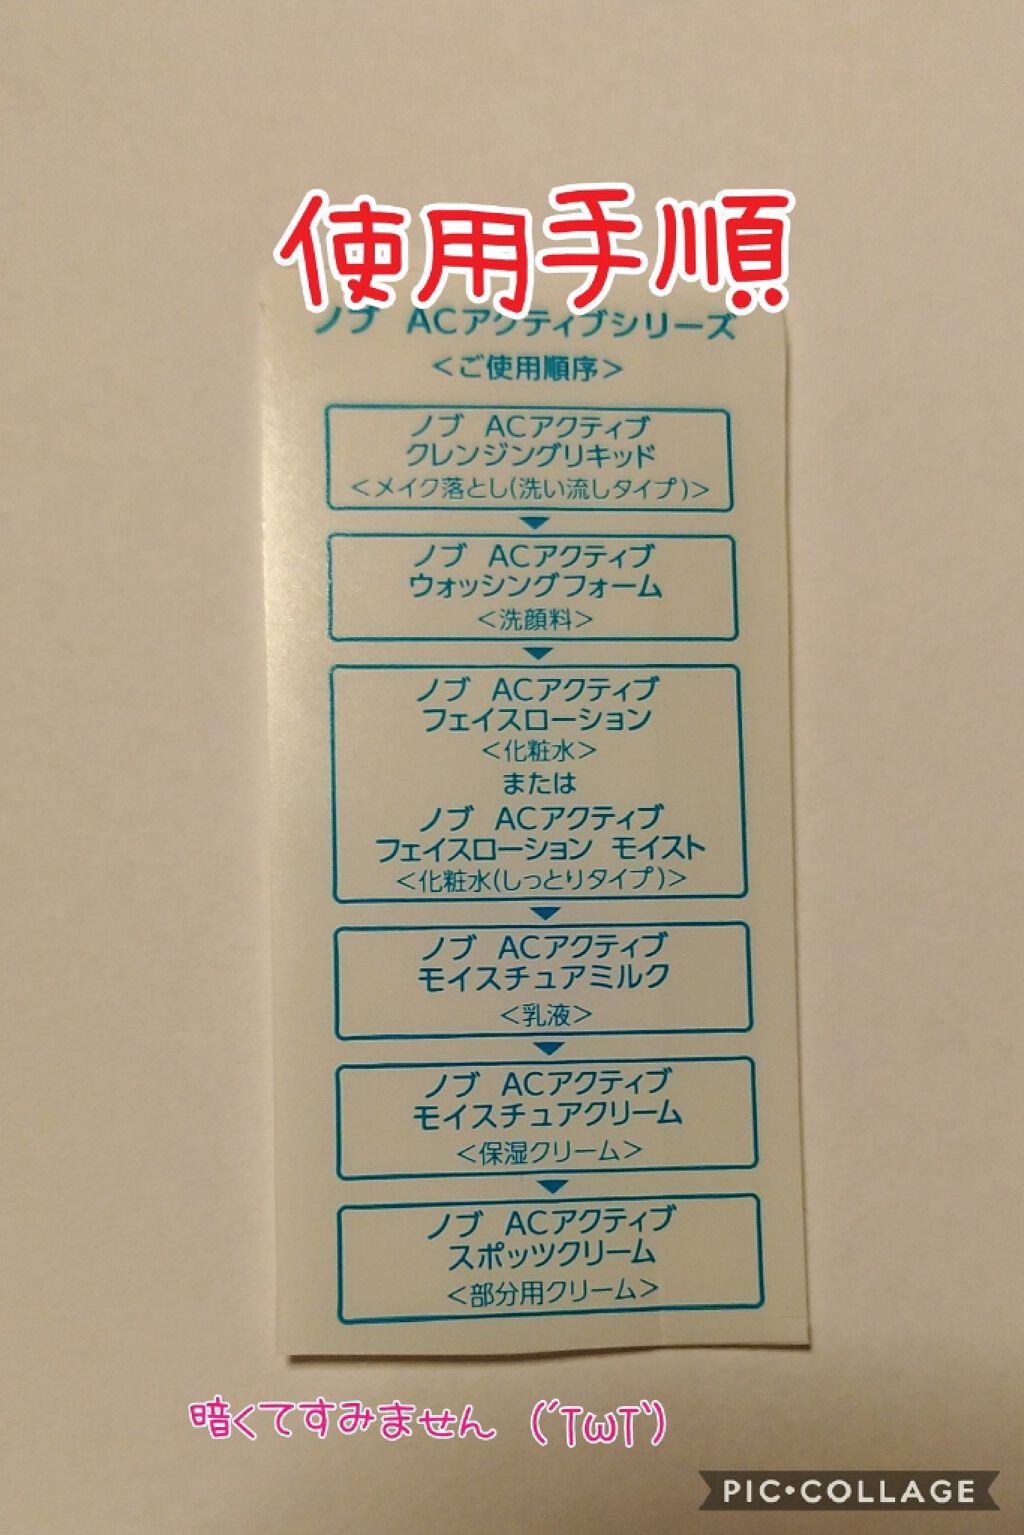 使用手順
ノブ ACアクティブシリーズ
＜ご使用順序＞
ノブ ACアクティブ
クレンジングリキッド
＜メイク落とし(洗い流しタイプ)＞
ノブ ACアクティブ
ウォッシングフォーム
＜洗顔料＞
ノブ ACアクティブ
フェイスローション
＜化粧水＞
または
ノブ ACアクティブ
フェイスローション モイスト
＜化粧水(しっとりタイプ)＞
ノブ ACアクティブ
モイスチュアミルク
＜乳液＞
ノブ ACアクティブ
モイスチュアクリーム
＜保湿クリーム＞
ノブ ACアクティブ
スポッツクリーム
＜部分用クリーム＞
暗くてすみません (´TωT`)
PIC•COLLAGE